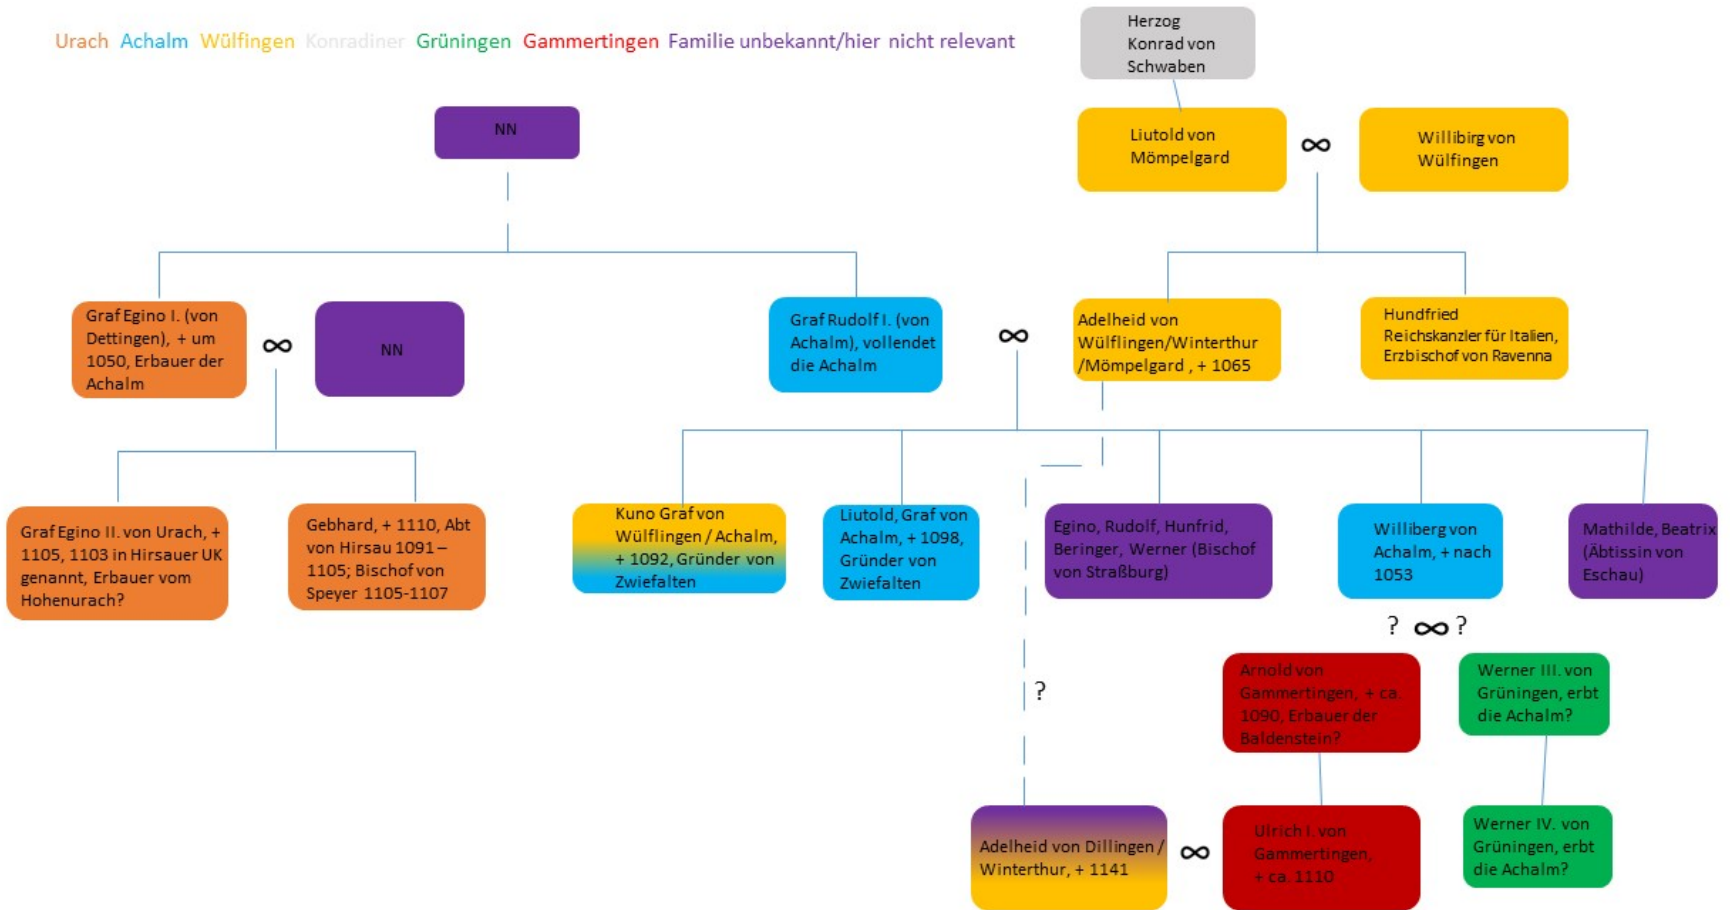 Urach Achalm Wülfingen Konradiner Grüningen Gammertingen Familie unbekannt/hier nicht relevant
Herzog
Konrad von
Schwaben
NN
Liutold von
Mömpelgard
∞
Willibirg von
Wülfingen
Graf Egino I. (von
Dettingen), + um
1050, Erbauer der
Achalm
∞
NN
Graf Rudolf I. (von
Achalm), vollendet
die Achalm
∞
Adelheid von
Wülflingen/Winterthur
/Mömpelgard , + 1065
Hundfried
Reichskanzler für Italien,
Erzbischof von Ravenna
Graf Egino II. von Urach, +
1105, 1103 in Hirsauer UK
genannt, Erbauer vom
Hohenurach?
Gebhard, + 1110, Abt
von Hirsau 1091 –
1105; Bischof von
Speyer 1105-1107
Kuno Graf von
Wülflingen / Achalm,
+ 1092, Gründer von
Zwiefalten
Liutold, Graf von
Achalm, + 1098,
Gründer von
Zwiefalten
Egino, Rudolf, Hunfrid,
Beringer, Werner (Bischof
von Straßburg)
Williberg von
Achalm, + nach
1053
Mathilde, Beatrix
(Äbtissin von
Eschau)
? ∞ ?
Arnold von
Gammertingen, + ca.
1090, Erbauer der
Baldenstein?
Werner III. von
Grüningen, erbt
die Achalm?
?
Adelheid von Dillingen /
Winterthur, + 1141
∞
Ulrich I. von
Gammertingen,
+ ca. 1110
Werner IV. von
Grüningen, erbt
die Achalm?